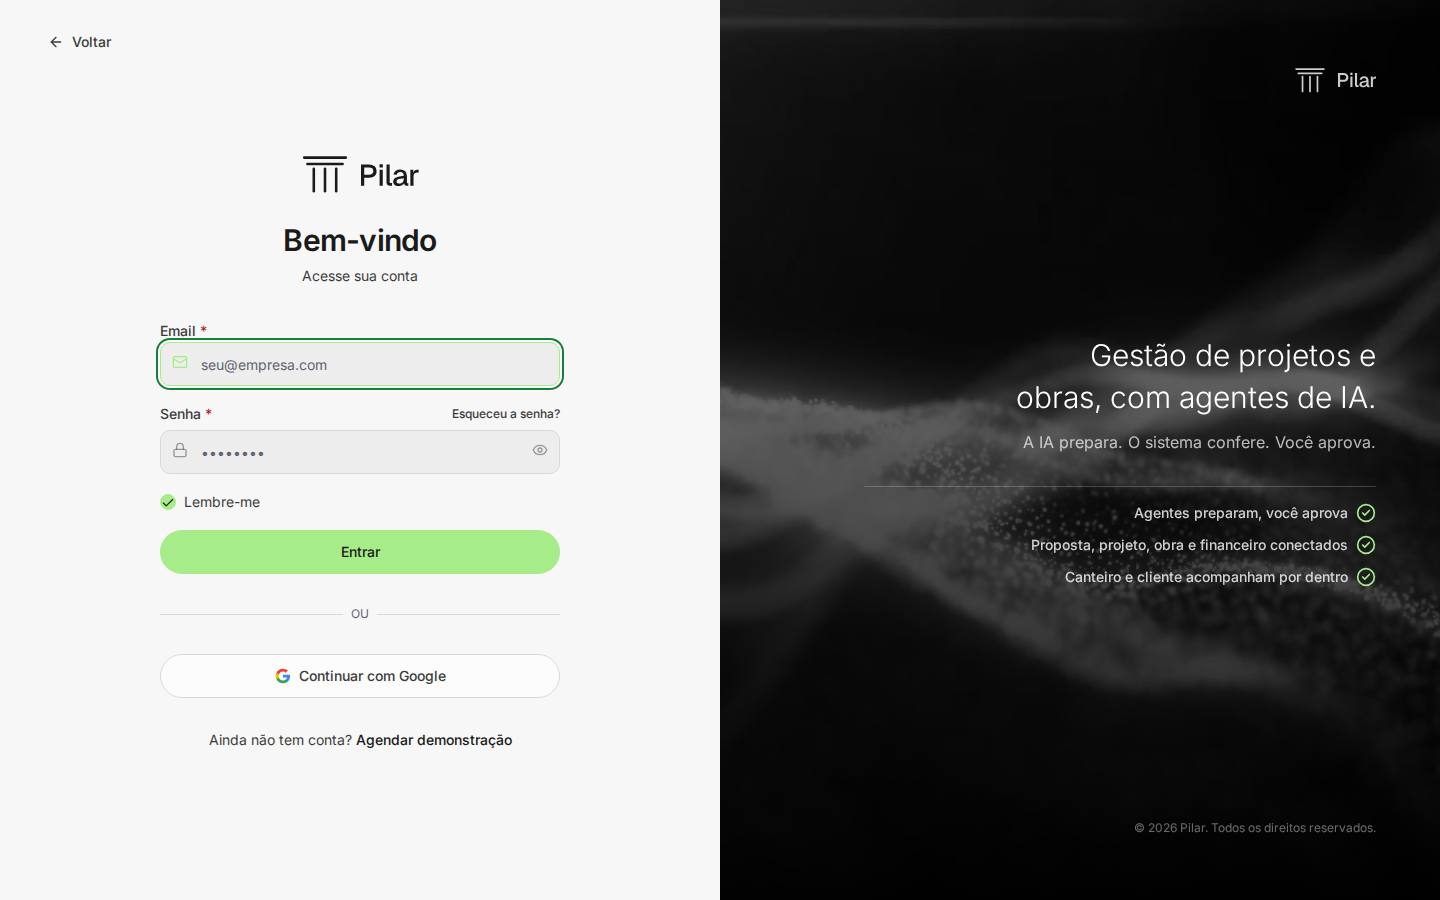 Voltar
Pilar
Bem-vindo
Acesse sua conta
Email *
seu@empresa.com
Senha *
Esqueceu a senha?
••••••••
Lembre-me
Entrar
OU
Continuar com Google
Ainda não tem conta? Agendar demonstração
Pilar
Gestão de projetos e
obras, com agentes de IA.
A IA prepara. O sistema confere. Você aprova.
Agentes preparam, você aprova
Proposta, projeto, obra e financeiro conectados
Canteiro e cliente acompanham por dentro
© 2026 Pilar. Todos os direitos reservados.